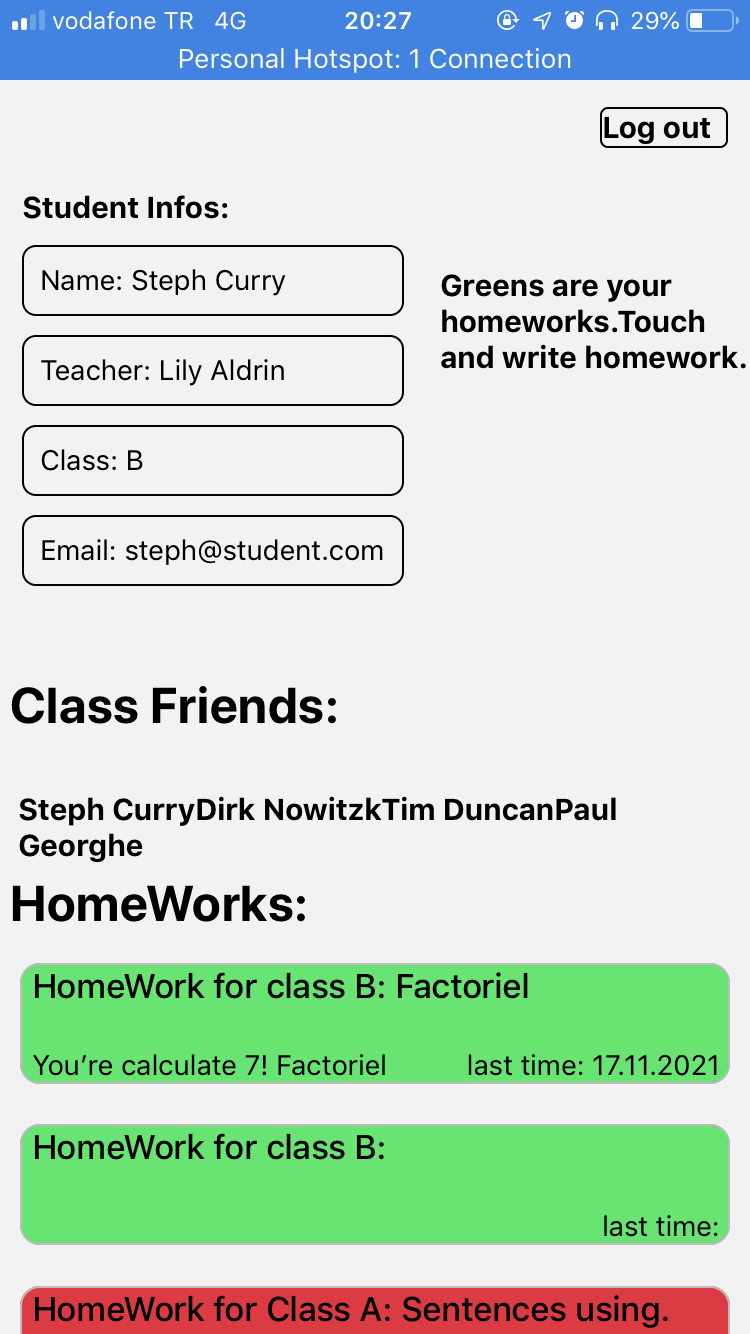 vodafone TR 4G 20:27 29%
Personal Hotspot: 1 Connection
Log out
Student Infos:
Name: Steph Curry
Teacher: Lily Aldrin
Class: B
Email: steph@student.com
Greens are your
homeworks.Touch
and write homework.
Class Friends:
Steph CurryDirk NowitzkTim DuncanPaul
Georghe
HomeWorks:
HomeWork for class B: Factoriel
You're calculate 7! Factoriel last time: 17.11.2021
HomeWork for class B:
last time:
HomeWork for Class A: Sentences using.